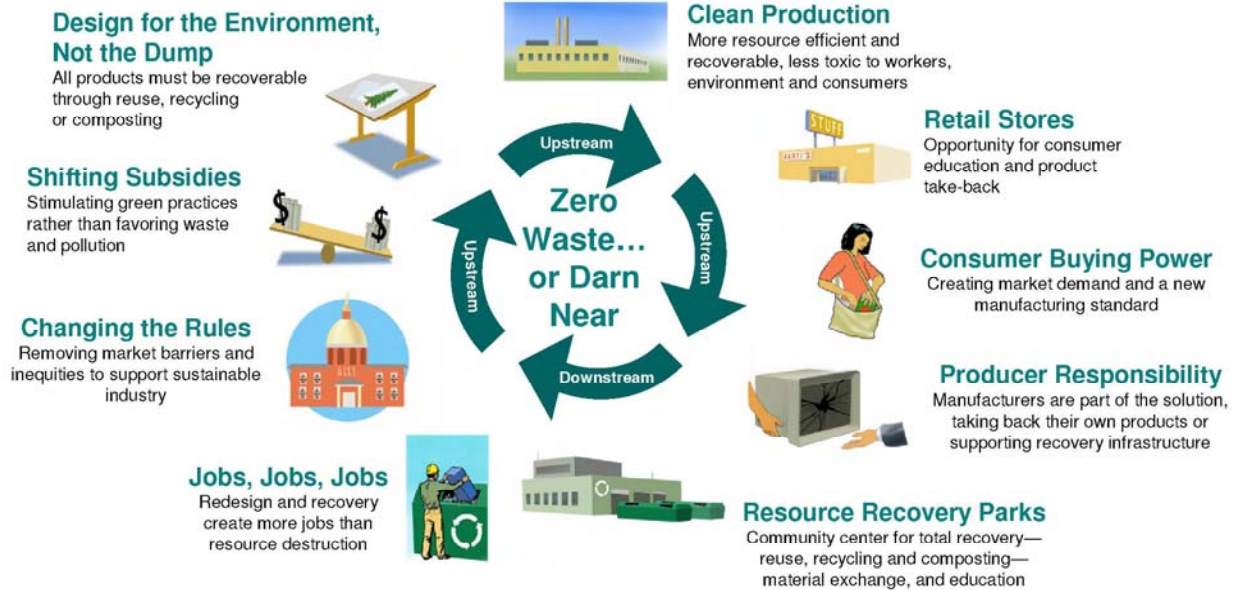 Design for the Environment,
Not the Dump
All products must be recoverable
through reuse, recycling
or composting
Clean Production
More resource efficient and
recoverable, less toxic to workers,
environment and consumers
STUFF
Retail Stores
Opportunity for consumer
education and product
take-back
Shifting Subsidies
Stimulating green practices
rather than favoring waste
and pollution
$
$
Upstream
Upstream
Upstream
Downstream
Zero
Waste...
or Darn
Near
Consumer Buying Power
Creating market demand and a new
manufacturing standard
Changing the Rules
Removing market barriers and
inequities to support sustainable
industry
Producer Responsibility
Manufacturers are part of the solution,
taking back their own products or
supporting recovery infrastructure
Jobs, Jobs, Jobs
Redesign and recovery
create more jobs than
resource destruction
Resource Recovery Parks
Community center for total recovery—
reuse, recycling and composting—
material exchange, and education